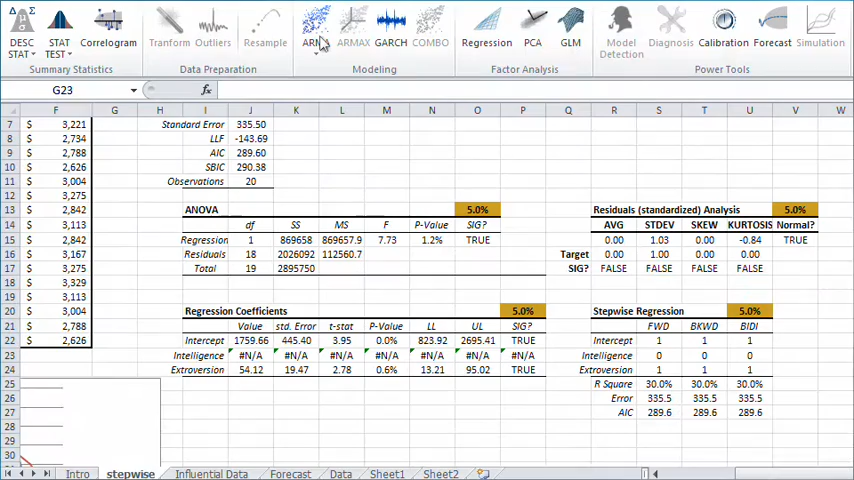 DESC STAT TEST Correlogram Tranform Outliers Resample ARMA ARMAX GARCH COMBO Regression PCA GLM Model Diagnosis Calibration Forecast Simulation
STAT Detection
Summary Statistics Data Preparation Modeling Factor Analysis Power Tools
G23 fx
F G H I J K L M N O P Q R S T U V W
7 $ 3,221 Standard Error 335.50
8 $ 2,734 LLF -143.69
9 $ 2,788 AIC 289.60
10 $ 2,626 SBIC 290.38
11 $ 3,004 Observations 20
12 $ 3,275
13 $ 2,842 ANOVA 5.0% Residuals (standardized) Analysis 5.0%
14 $ 3,113 df SS MS F P-Value SIG? AVG STDEV SKEW KURTOSIS Normal?
15 $ 2,842 Regression 1 869658 869657.9 7.73 1.2% TRUE 0.00 1.03 0.00 -0.84 TRUE
16 $ 3,167 Residuals 18 2026092 112560.7 Target 0.00 1.00 0.00 0.00
17 $ 3,275 Total 19 2895750 SIG? FALSE FALSE FALSE FALSE
18 $ 3,329
19 $ 3,113
20 $ 3,004 Regression Coefficients 5.0% Stepwise Regression 5.0%
21 $ 2,788 Value std. Error t-stat P-Value LL UL SIG? FWD BKWD BIDI
22 $ 2,626 Intercept 1759.66 445.40 3.95 0.0% 823.92 2695.41 TRUE Intercept 1 1 1
23 Intelligence #N/A #N/A #N/A #N/A #N/A #N/A #N/A Intelligence 0 0 0
24 Extroversion 54.12 19.47 2.78 0.6% 13.21 95.02 TRUE Extroversion 1 1 1
25 R Square 30.0% 30.0% 30.0%
26 Error 335.5 335.5 335.5
27 AIC 289.6 289.6 289.6
28
29
30
Intro stepwise Influential Data Forecast Data Sheet1 Sheet2